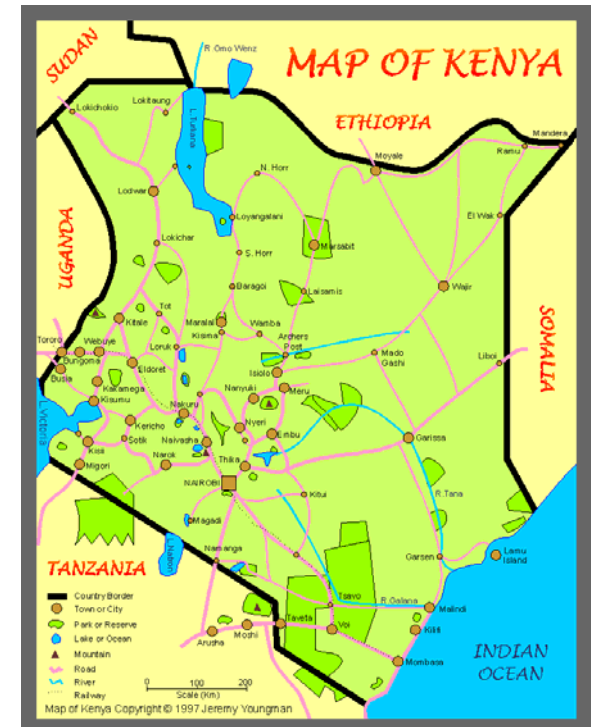 MAP OF KENYA
SUDAN
R.Omo Wenz
ETHIOPIA
Lokichokio
Lokitaung
L.Turkana
Moyale
Mandera
Ramu
N. Horr
Lodwar
Loyangalani
El Wak
UGANDA
Lokichar
Marsabit
S. Horr
Baragoi
Laisamis
Wajir
SOMALIA
Tot
Kitale
Maralal
Kisima
Wamba
Archers
Post
Tororo
Webuye
Loruk
Mado
Gashi
Liboi
Bungoma
Eldoret
Isiolo
Busia
Kakamega
Nanyuki
Meru
Kisumu
Nakuru
L.Victoria
Kericho
Nyeri
Embu
Garissa
Kisii
Sotik
Naivasha
Migori
Narok
Thika
NAIROBI
Kitui
R.Tana
Magadi
L.Natron
Namanga
Garsen
Lamu
Island
TANZANIA
Tsavo
R.Galana
Malindi
Taveta
Voi
Kilifi
Arusha
Moshi
Mombasa
INDIAN
OCEAN
Country Border
Town or City
Park or Reserve
Lake or Ocean
Mountain
Road
River
Railway
0 100 200
Scale (Km)
Map of Kenya Copyright © 1997 Jeremy Youngman